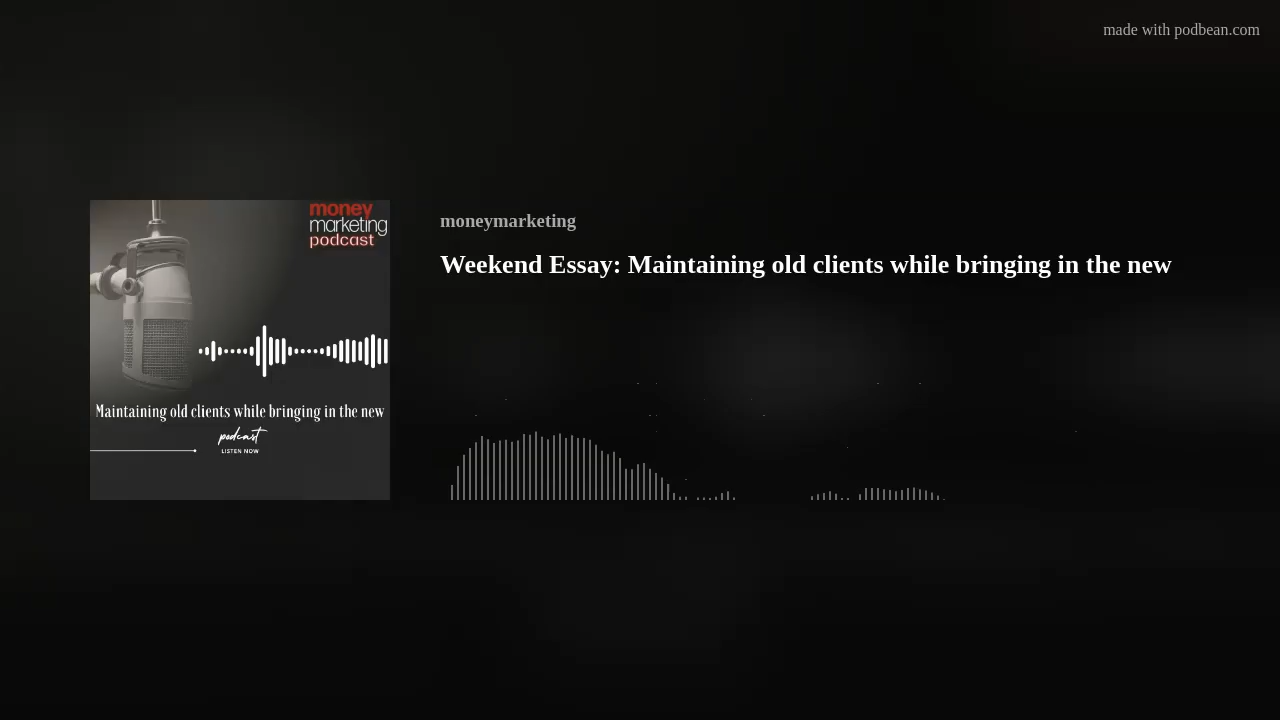 made with podbean.com
money
marketing
podcast
moneymarketing
Weekend Essay: Maintaining old clients while bringing in the new
Maintaining old clients while bringing in the new
podcast
LISTEN NOW